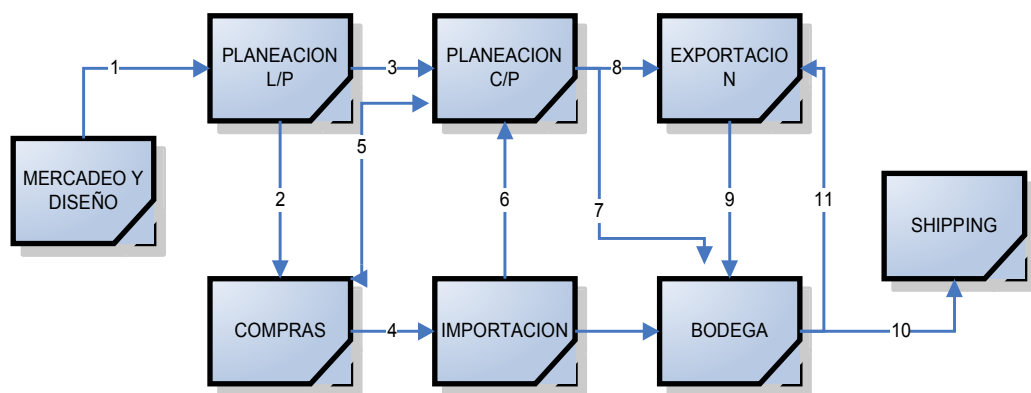 PLANEACION
L/P
PLANEACION
C/P
EXPORTACIO
N
1
3
8
5
MERCADEO Y
DISEÑO
2
6
7
9
11
SHIPPING
COMPRAS
4
IMPORTACION
BODEGA
10